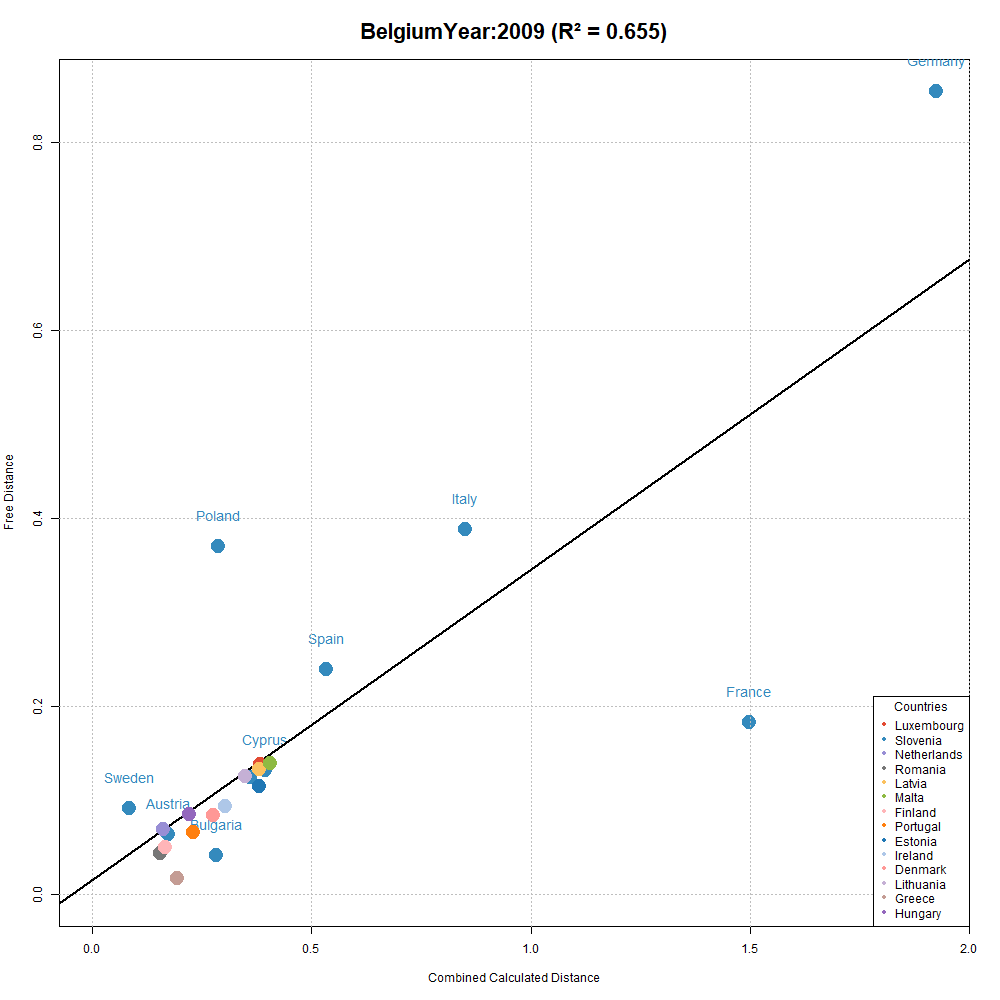 BelgiumYear:2009 (R² = 0.655)
Germany
0.8
0.6
Free Distance
0.4
0.2
0.0
Italy
Poland
Spain
France
Cyprus
Sweden
Austria
Bulgaria
Countries
Luxembourg
Slovenia
Netherlands
Romania
Latvia
Malta
Finland
Portugal
Estonia
Ireland
Denmark
Lithuania
Greece
Hungary
0.0 0.5 1.0 1.5 2.0
Combined Calculated Distance